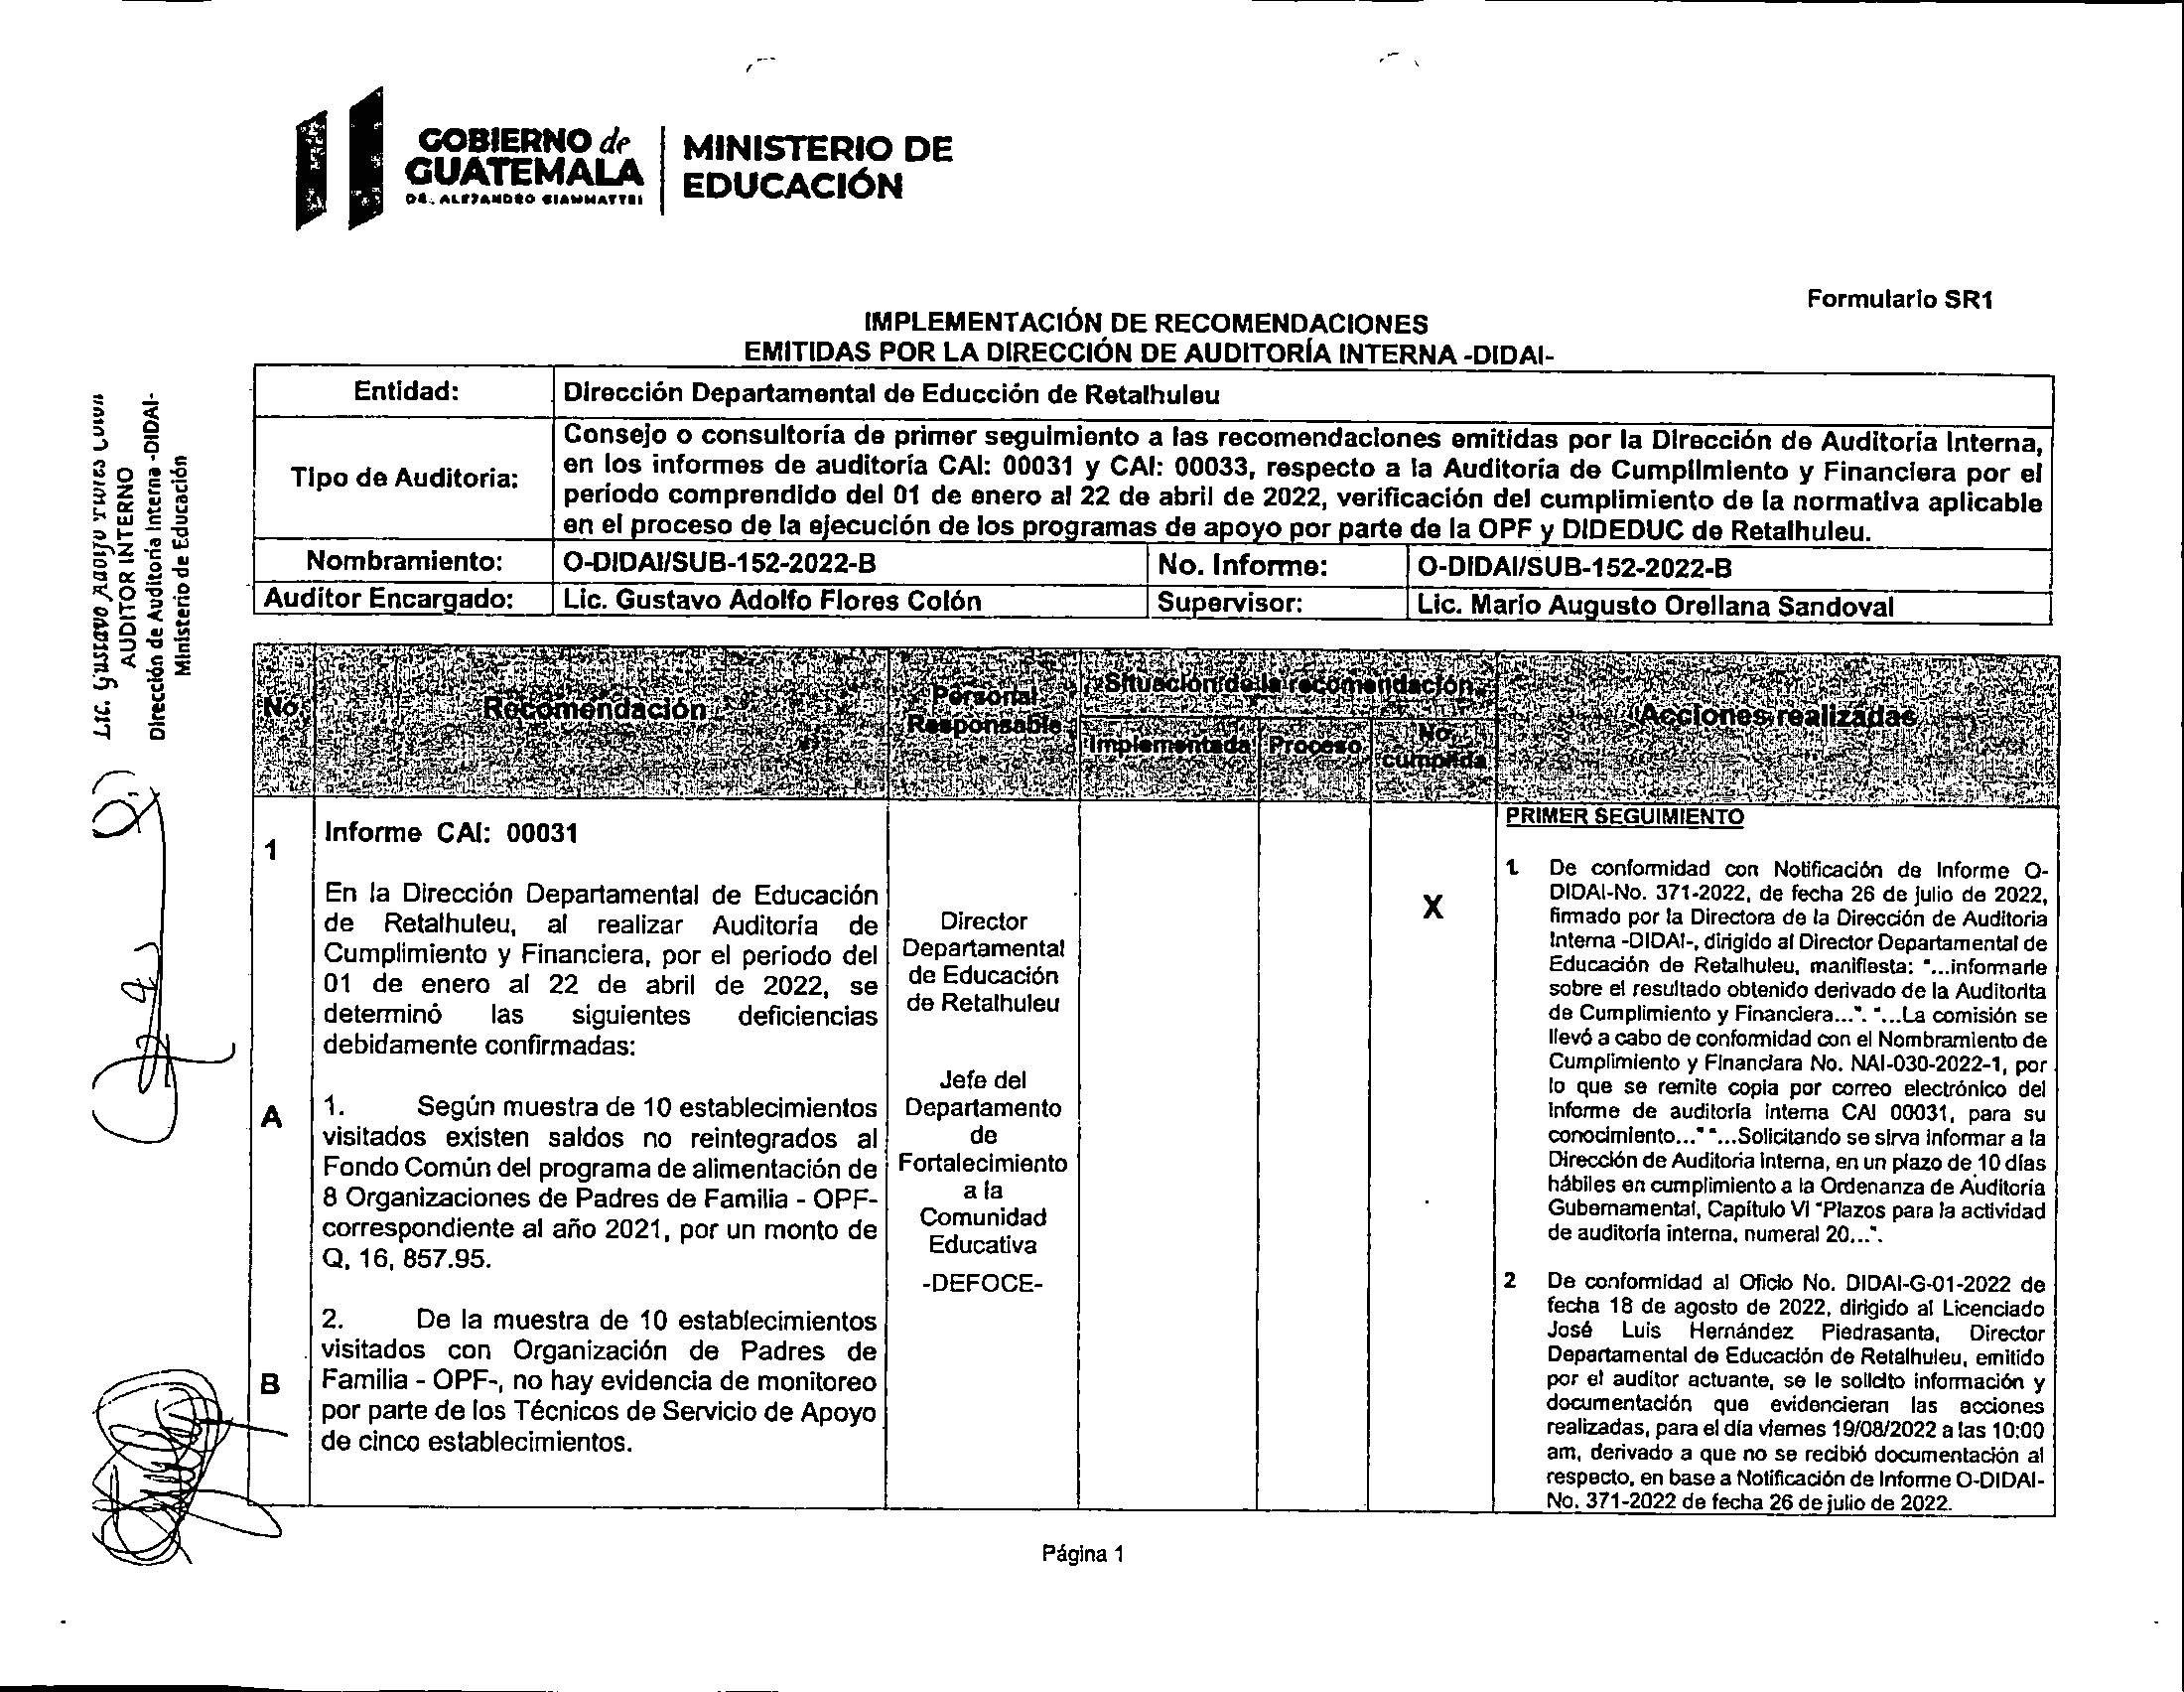 GOBIERNO de
GUATEMALA
DR. ALEJANDRO GIAMMATTEI
MINISTERIO DE
EDUCACIÓN
Formulario SR1
IMPLEMENTACIÓN DE RECOMENDACIONES
EMITIDAS POR LA DIRECCIÓN DE AUDITORÍA INTERNA -DIDAI-
Entidad: Dirección Departamental de Educción de Retalhuleu
Tipo de Auditoria:
Consejo o consultoría de primer seguimiento a las recomendaciones emitidas por la Dirección de Auditoría Interna,
en los informes de auditoría CAI: 00031 y CAI: 00033, respecto a la Auditoría de Cumplimiento y Financiera por el
período comprendido del 01 de enero al 22 de abril de 2022, verificación del cumplimiento de la normativa aplicable
en el proceso de la ejecución de los programas de apoyo por parte de la OPF y DIDEDUC de Retalhuleu.
Nombramiento: O-DIDAI/SUB-152-2022-B No. Informe: O-DIDAI/SUB-152-2022-B
Auditor Encargado: Lic. Gustavo Adolfo Flores Colón Supervisor: Lic. Mario Augusto Orellana Sandoval
No.
Recomendación
Personal
Responsable
Situación de la recomendación
Implementada
Proceso
No
cumplida
Acciones realizadas
1
Informe CAI: 00031
En la Dirección Departamental de Educación
de Retalhuleu, al realizar Auditoría de
Cumplimiento y Financiera, por el período del
01 de enero al 22 de abril de 2022, se
determinó las siguientes deficiencias
debidamente confirmadas:
A
1. Según muestra de 10 establecimientos
visitados existen saldos no reintegrados al
Fondo Común del programa de alimentación de
8 Organizaciones de Padres de Familia - OPF-
correspondiente al año 2021, por un monto de
Q, 16, 857.95.
B
2. De la muestra de 10 establecimientos
visitados con Organización de Padres de
Familia - OPF-, no hay evidencia de monitoreo
por parte de los Técnicos de Servicio de Apoyo
de cinco establecimientos.
Director
Departamental
de Educación
de Retalhuleu
Jefe del
Departamento
de
Fortalecimiento
a la
Comunidad
Educativa
-DEFOCE-
X
PRIMER SEGUIMIENTO
1. De conformidad con Notificación de Informe O-
DIDAI-No. 371-2022, de fecha 26 de julio de 2022,
firmado por la Directora de la Dirección de Auditoria
Interna -DIDAI-, dirigido al Director Departamental de
Educación de Retalhuleu, manifiesta: "...informarle
sobre el resultado obtenido derivado de la Auditorita
de Cumplimiento y Financiera...". "...La comisión se
llevó a cabo de conformidad con el Nombramiento de
Cumplimiento y Financiara No. NAI-030-2022-1, por
lo que se remite copia por correo electrónico del
Informe de auditoría interna CAI 00031, para su
conocimiento..." "...Solicitando se sirva informar a la
Dirección de Auditoria Interna, en un plazo de 10 días
hábiles en cumplimiento a la Ordenanza de Auditoría
Gubernamental, Capítulo VI "Plazos para la actividad
de auditoría interna, numeral 20...".
2 De conformidad al Oficio No. DIDAI-G-01-2022 de
fecha 18 de agosto de 2022, dirigido al Licenciado
José Luis Hernández Piedrasanta, Director
Departamental de Educación de Retalhuleu, emitido
por el auditor actuante, se le solicito información y
documentación que evidencieran las acciones
realizadas, para el día viernes 19/08/2022 a las 10:00
am, derivado a que no se recibió documentación al
respecto, en base a Notificación de Informe O-DIDAI-
No. 371-2022 de fecha 26 de julio de 2022.
Lic. Gustavo Adolfo Flores Colón
AUDITOR INTERNO
Dirección de Auditoría Interna -DIDAI-
Ministerio de Educación
Página 1